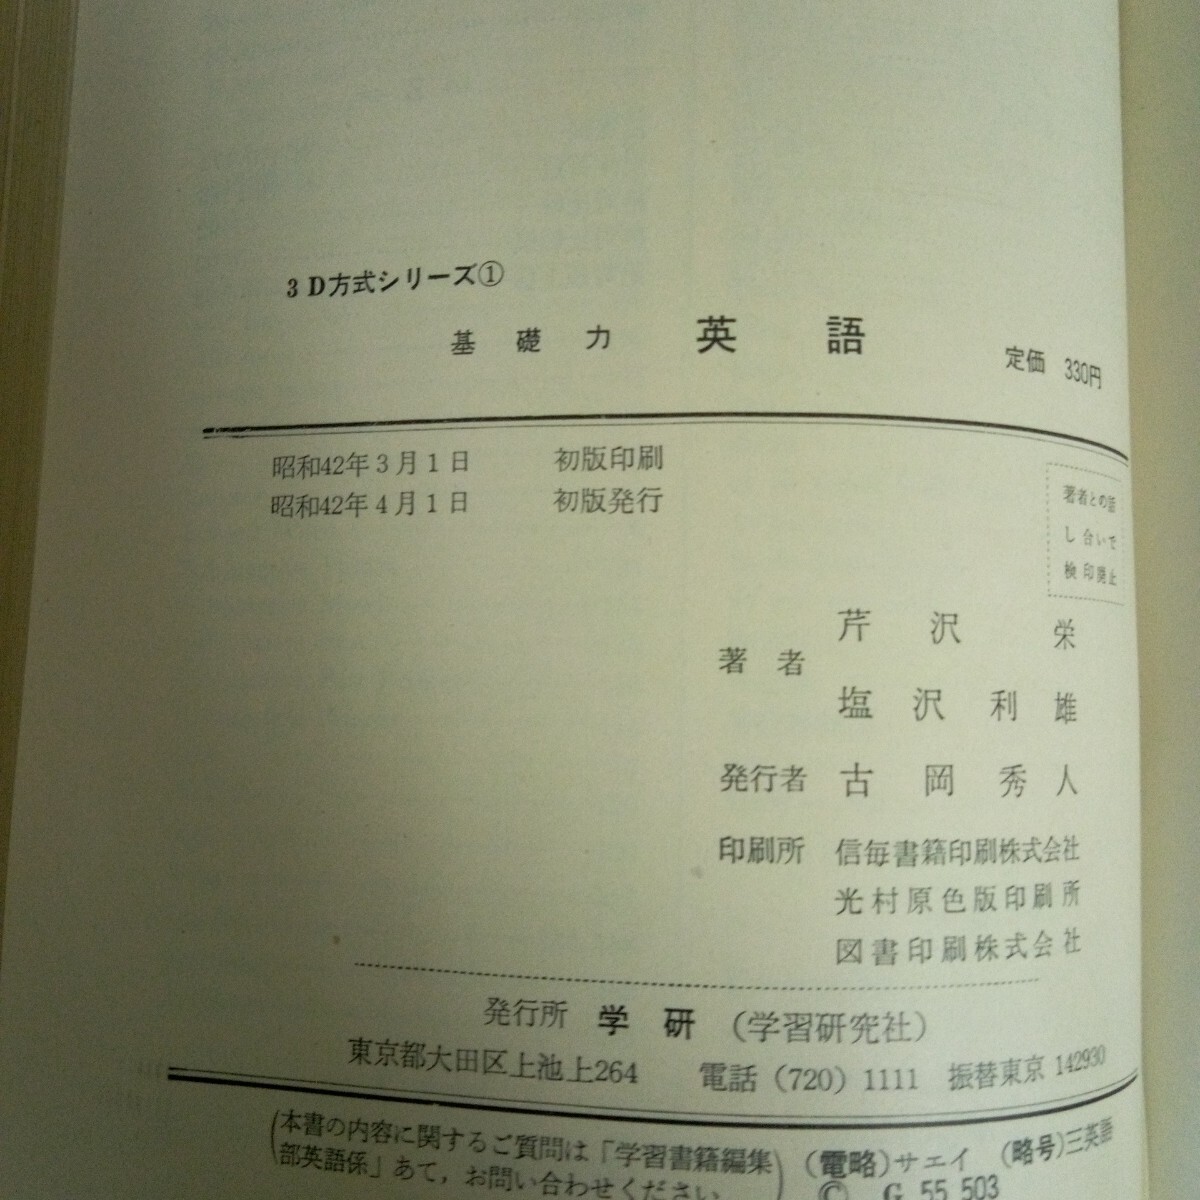 3D方式シリーズ①
基礎力 英語 定価 330円
昭和42年3月1日 初版印刷
昭和42年4月1日 初版発行
著者との話
し合いで
検印廃止
著者 芹沢栄
塩沢利雄
発行者 古岡秀人
印刷所 信毎書籍印刷株式会社
光村原色版印刷所
図書印刷株式会社
発行所 学研 (学習研究社)
東京都大田区上池上264 電話 (720) 1111 振替東京 142930
(本書の内容に関するご質問は「学習書籍編集
部英語係」あて,お問い合わせください。)
(電略)サエイ (略号)三英語
© G 55 503